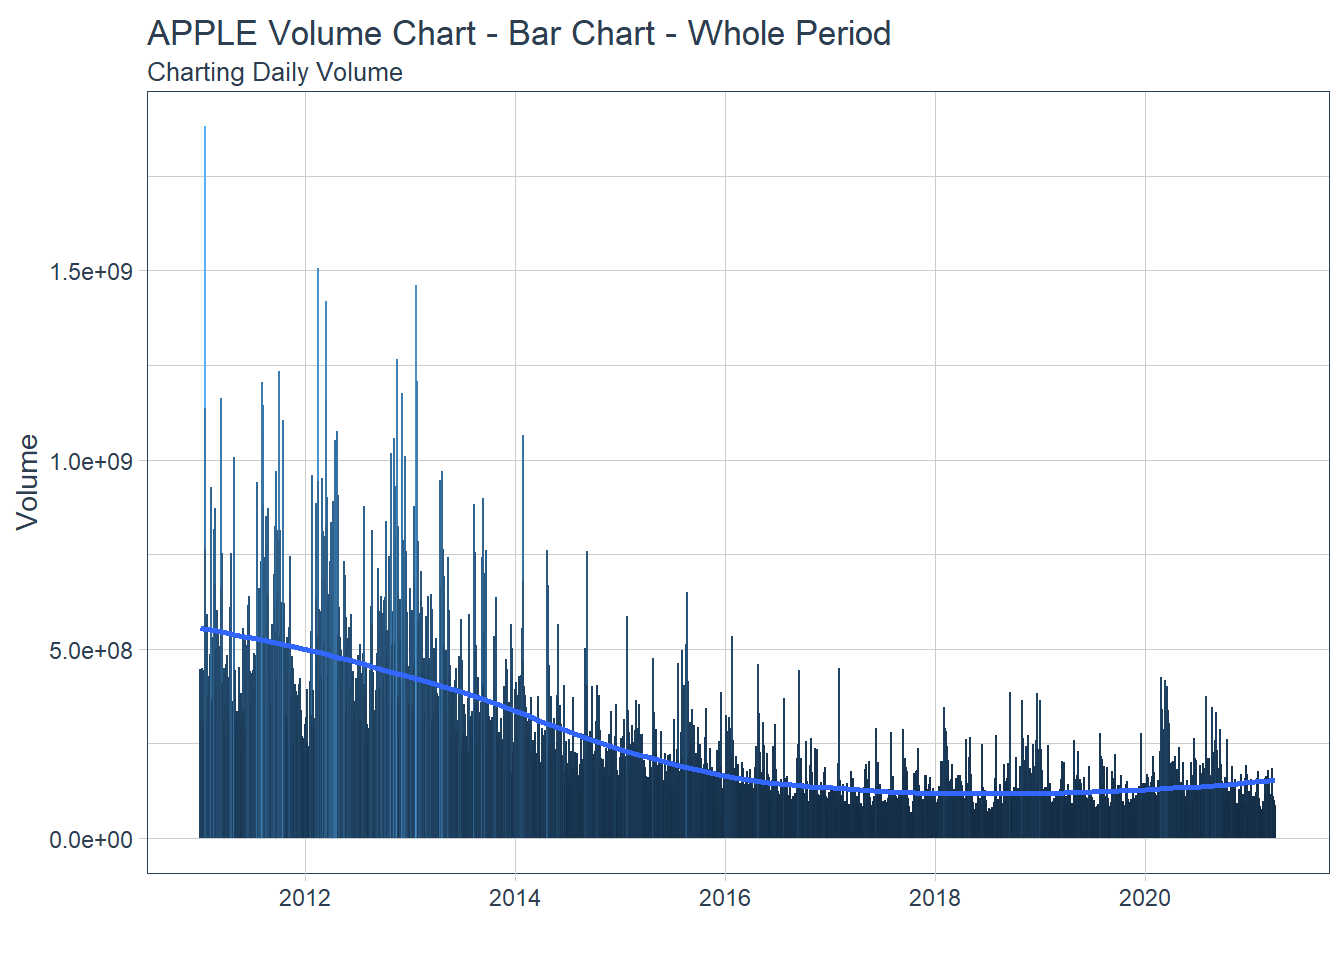 APPLE Volume Chart - Bar Chart - Whole Period
Charting Daily Volume
Volume
1.5e+09
1.0e+09
5.0e+08
0.0e+00
2012 2014 2016 2018 2020